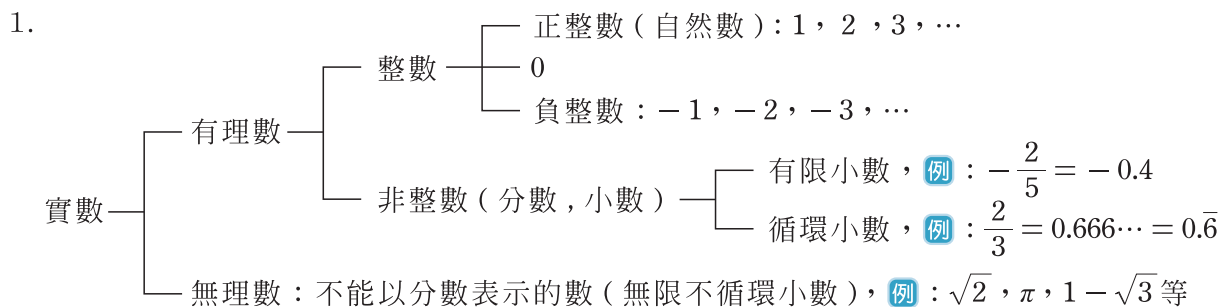 1.
正整數(自然數):1,2,3,⋯
整數
0
負整數:-1,-2,-3,⋯
有理數
有限小數,例:-2/5=-0.4
非整數(分數,小數)
實數
循環小數,例:2/3=0.666⋯=0.6̅
無理數:不能以分數表示的數(無限不循環小數),例:√2,π,1-√3等